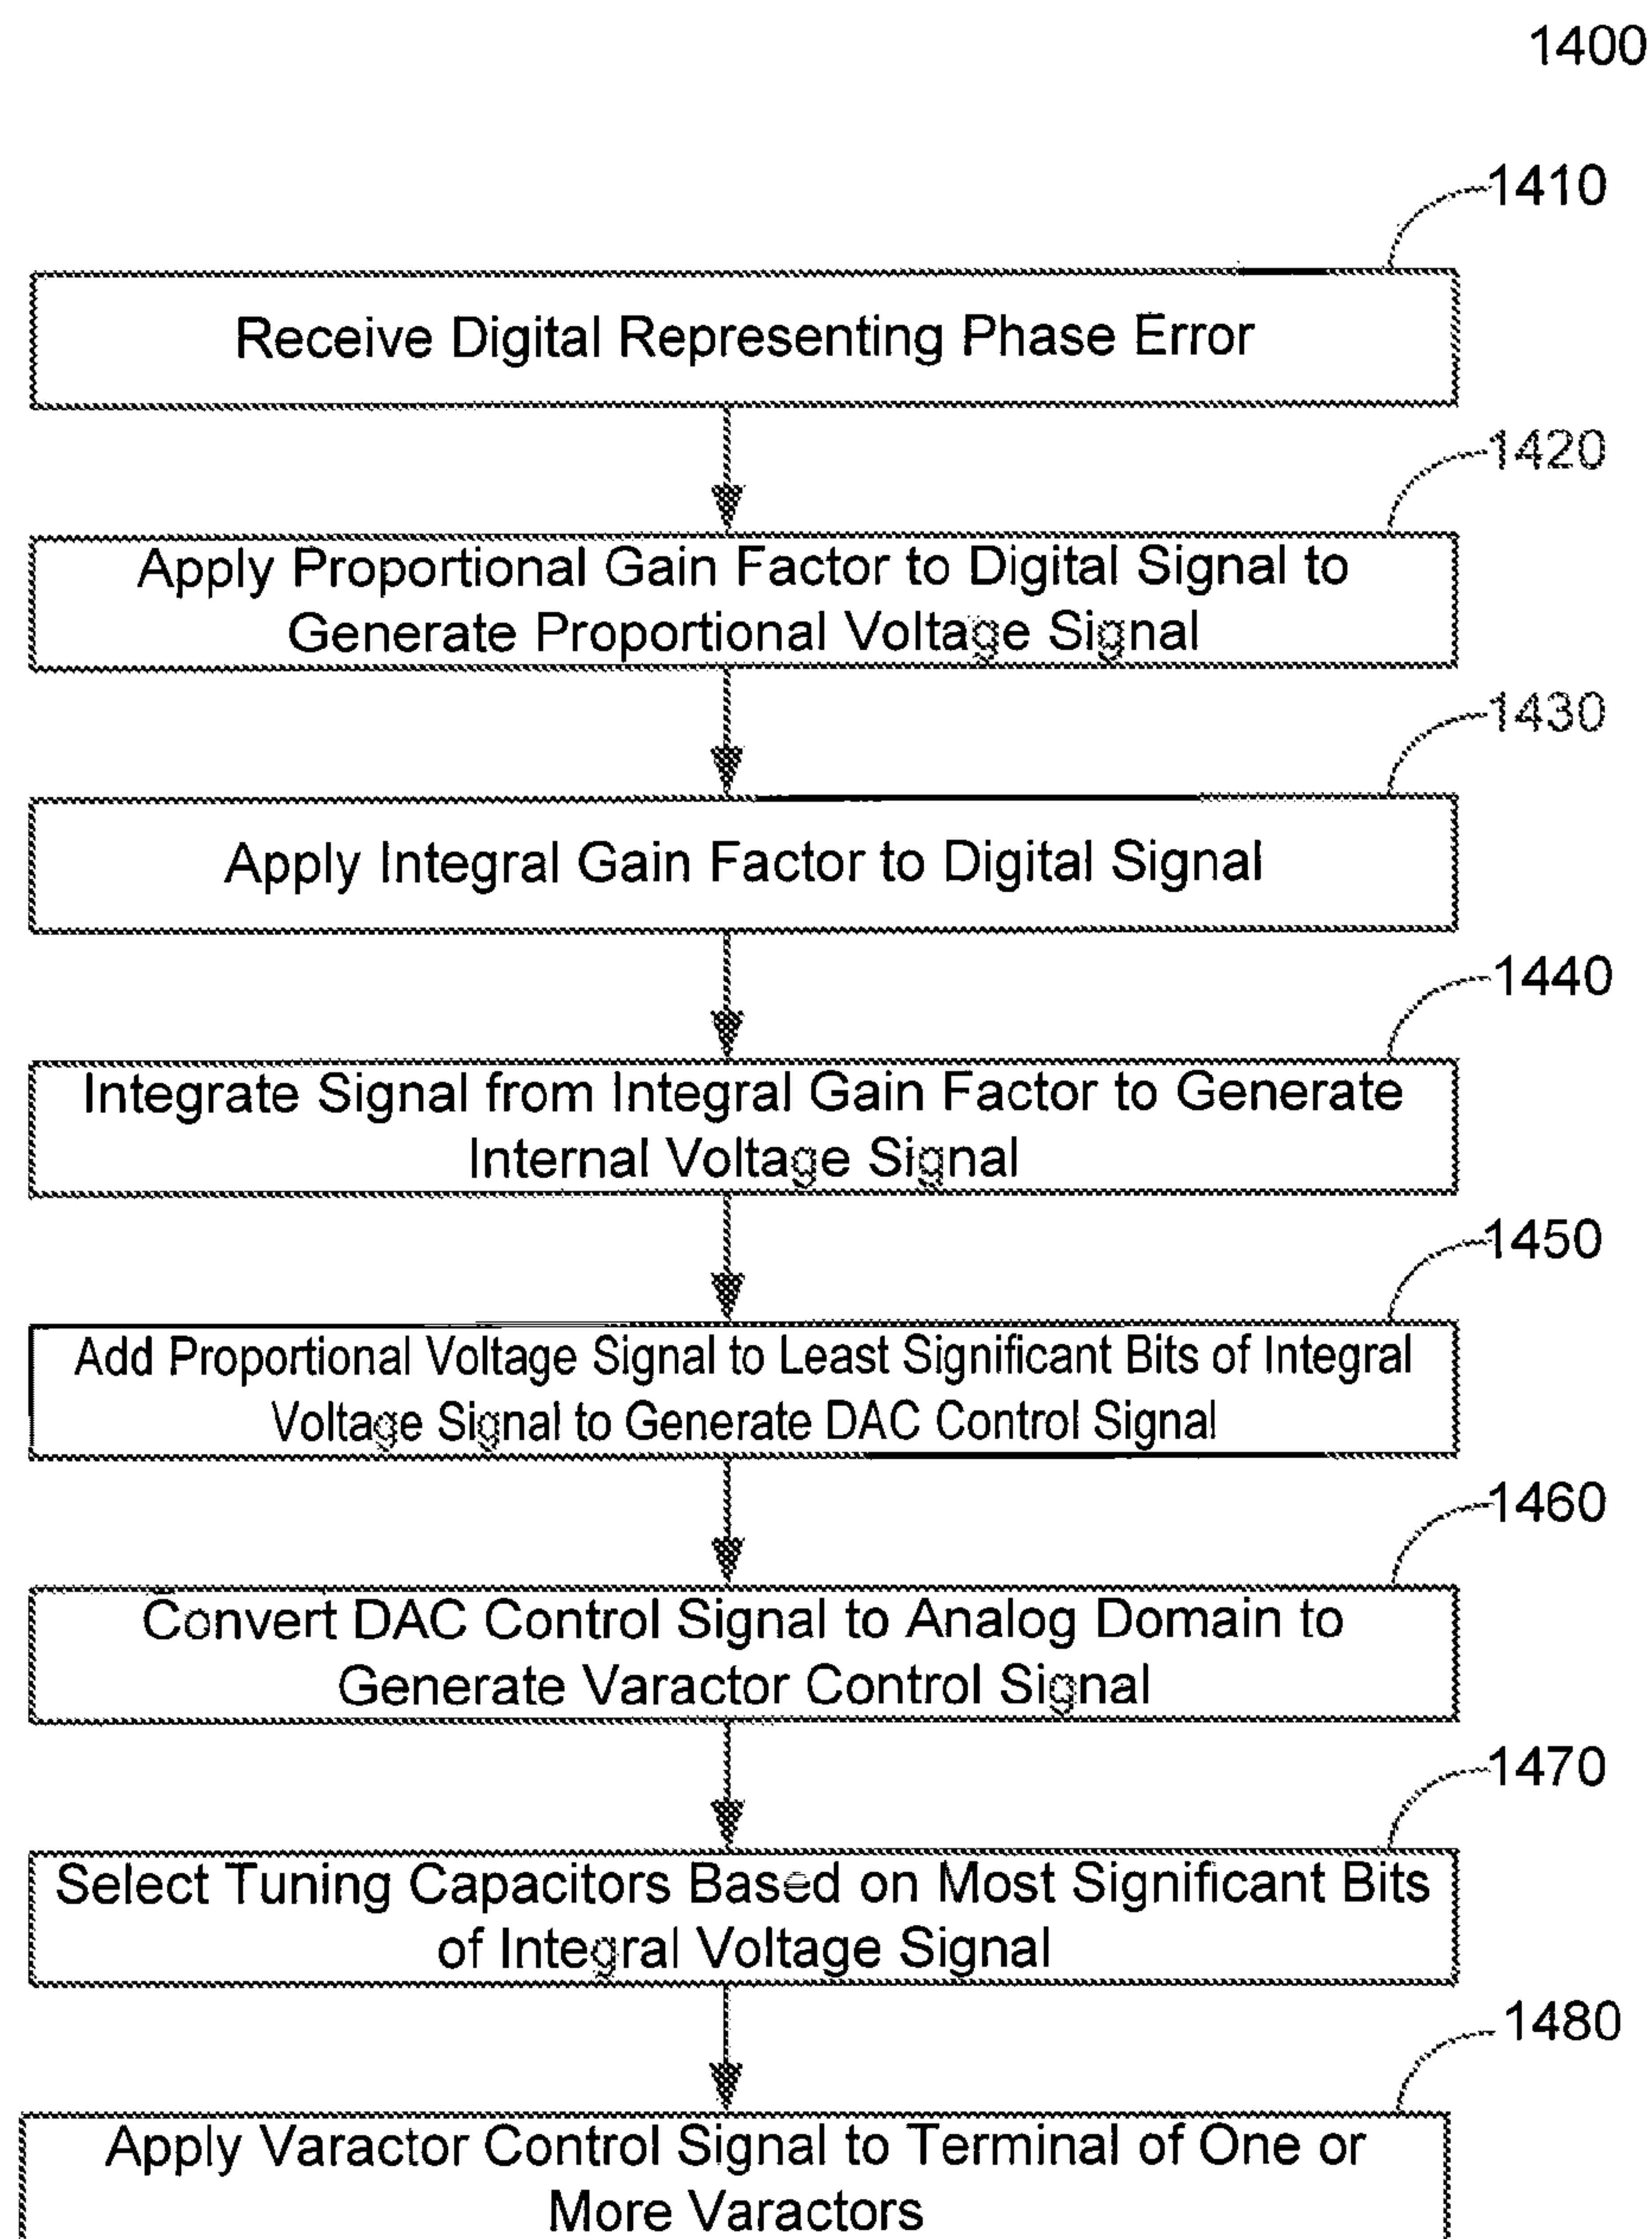 1400
1410
Receive Digital Representing Phase Error
1420
Apply Proportional Gain Factor to Digital Signal to
Generate Proportional Voltage Signal
1430
Apply Integral Gain Factor to Digital Signal
1440
Integrate Signal from Integral Gain Factor to Generate
Internal Voltage Signal
1450
Add Proportional Voltage Signal to Least Significant Bits of Integral
Voltage Signal to Generate DAC Control Signal
1460
Convert DAC Control Signal to Analog Domain to
Generate Varactor Control Signal
1470
Select Tuning Capacitors Based on Most Significant Bits
of Integral Voltage Signal
1480
Apply Varactor Control Signal to Terminal of One or
More Varactors